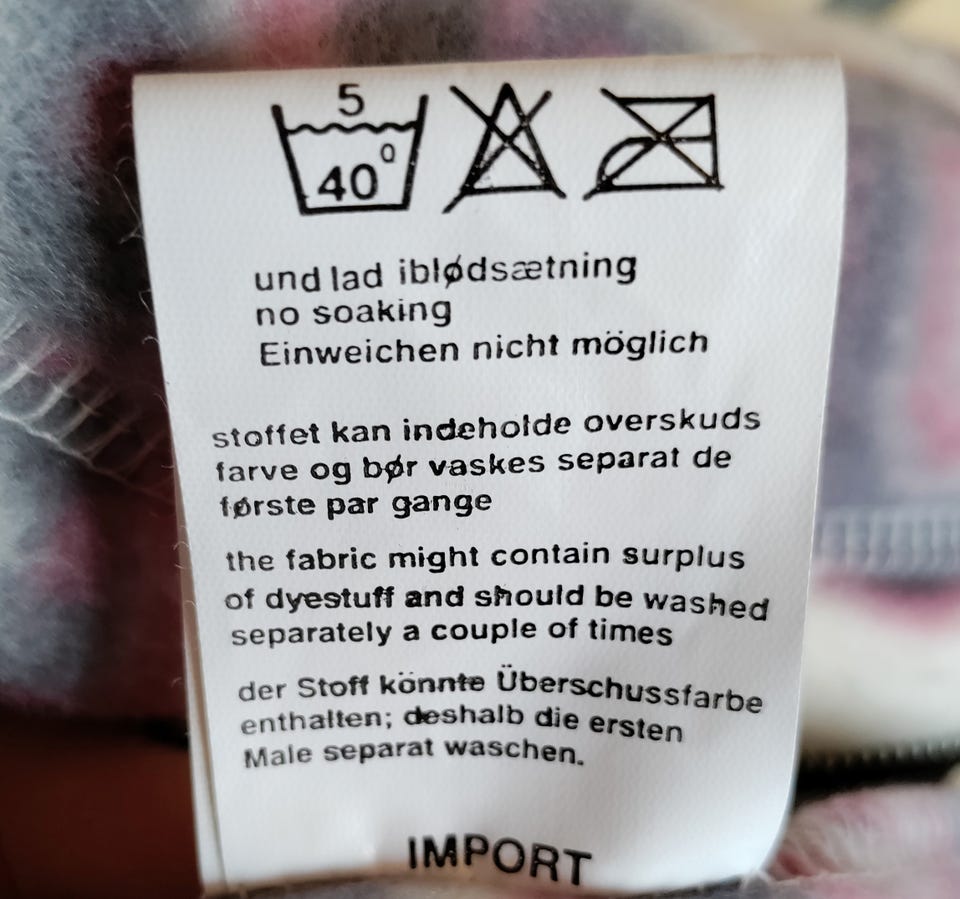 5
40°
und lad iblødsætning
no soaking
Einweichen nicht möglich
stoffet kan indeholde overskuds
farve og bør vaskes separat de
første par gange
the fabric might contain surplus
of dyestuff and should be washed
separately a couple of times
der Stoff könnte Überschussfarbe
enthalten; deshalb die ersten
Male separat waschen.
IMPORT